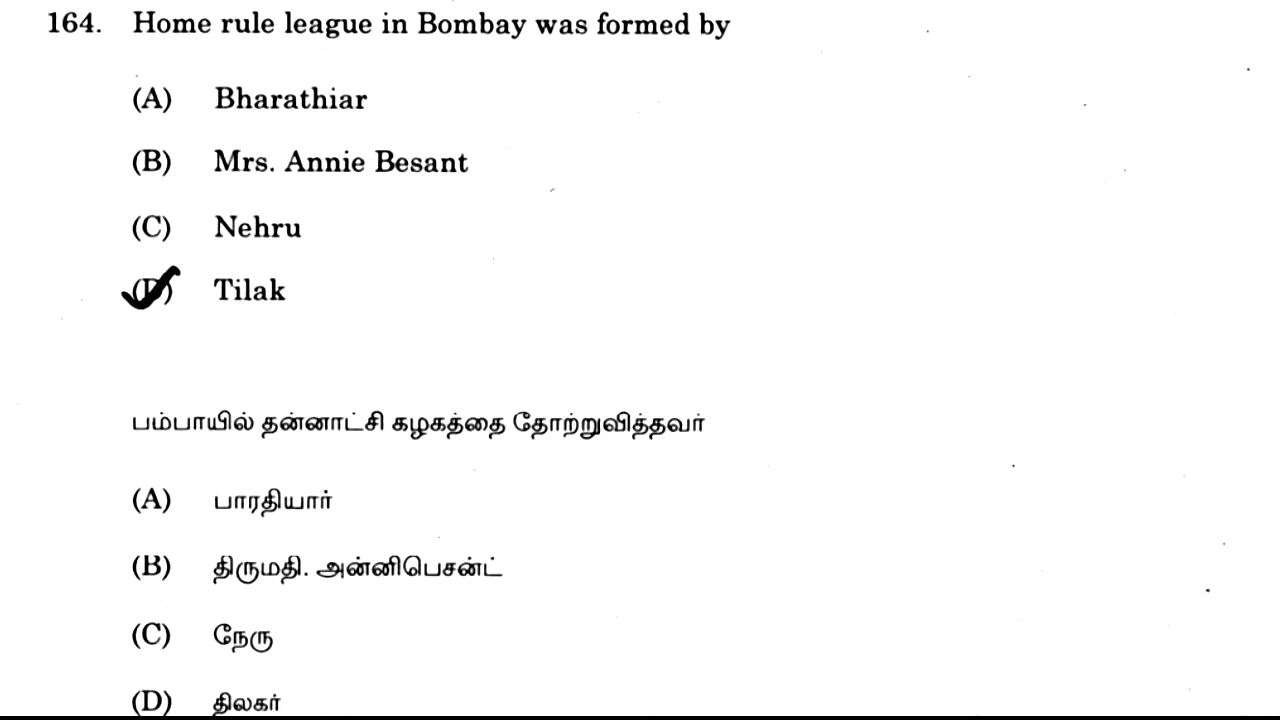 164. Home rule league in Bombay was formed by
(A) Bharathiar
(B) Mrs. Annie Besant
(C) Nehru
(D) Tilak
பம்பாயில் தன்னாட்சி கழகத்தை தோற்றுவித்தவர்
(A) பாரதியார்
(B) திருமதி. அன்னிபெசன்ட்
(C) நேரு
(D) திலகர்